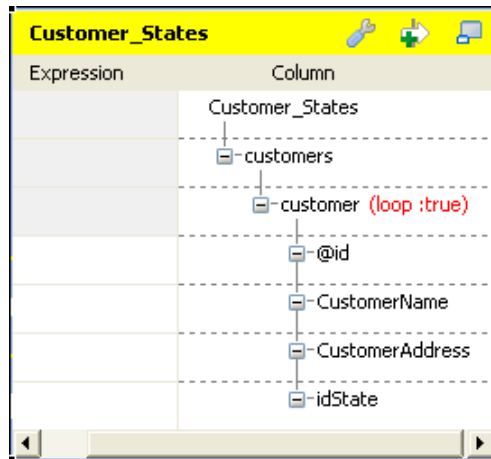 Customer_States
Expression Column
Customer_States
customers
customer (loop :true)
@id
CustomerName
CustomerAddress
idState